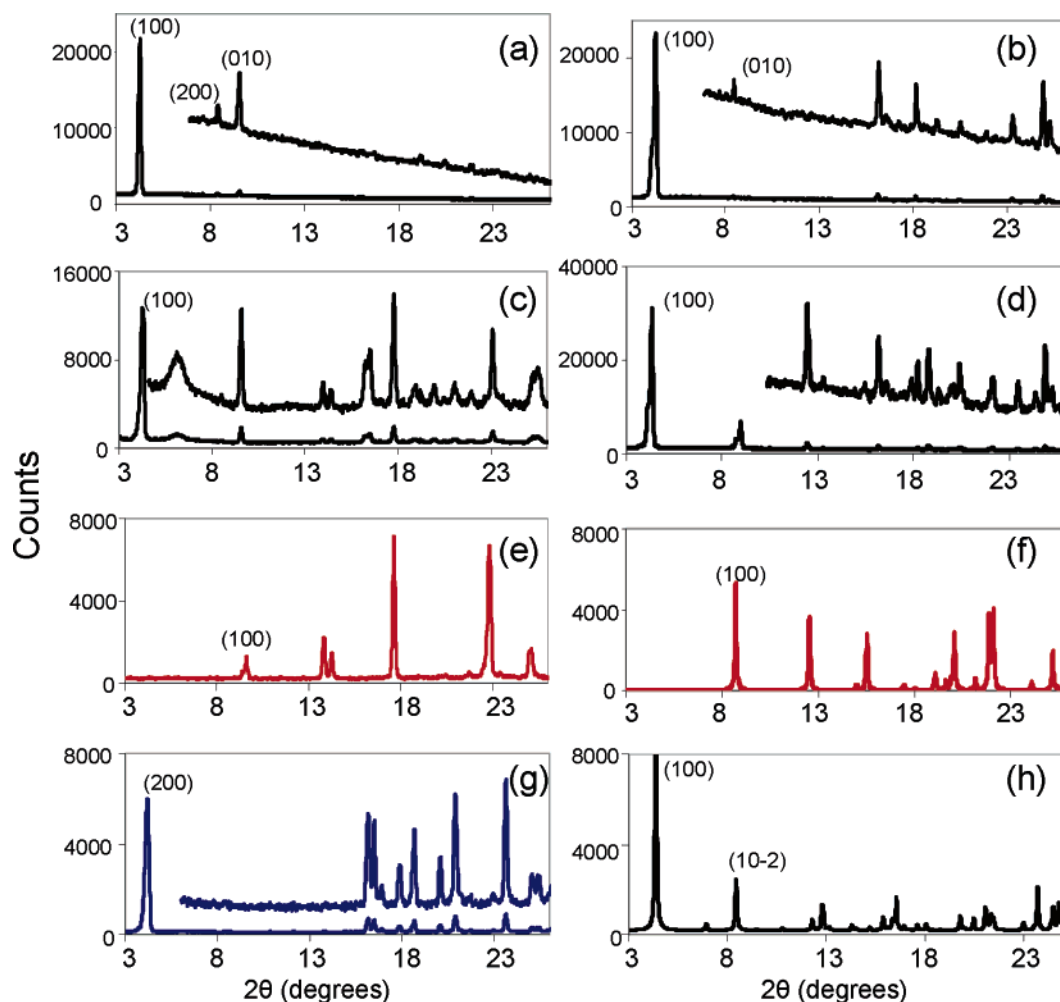 Counts
(100)
(a)
20000
(010)
(200)
10000
0
3 8 13 18 23
(b)
20000
(100)
(010)
10000
0
3 8 13 18 23
16000
(100)
(c)
8000
0
3 8 13 18 23
40000
(100)
(d)
20000
0
3 8 13 18 23
8000
(e)
4000
(100)
0
3 8 13 18 23
8000
(f)
(100)
4000
0
3 8 13 18 23
8000
(200)
(g)
4000
0
3 8 13 18 23
2θ (degrees)
8000
(100)
(h)
4000
(10-2)
0
3 8 13 18 23
2θ (degrees)